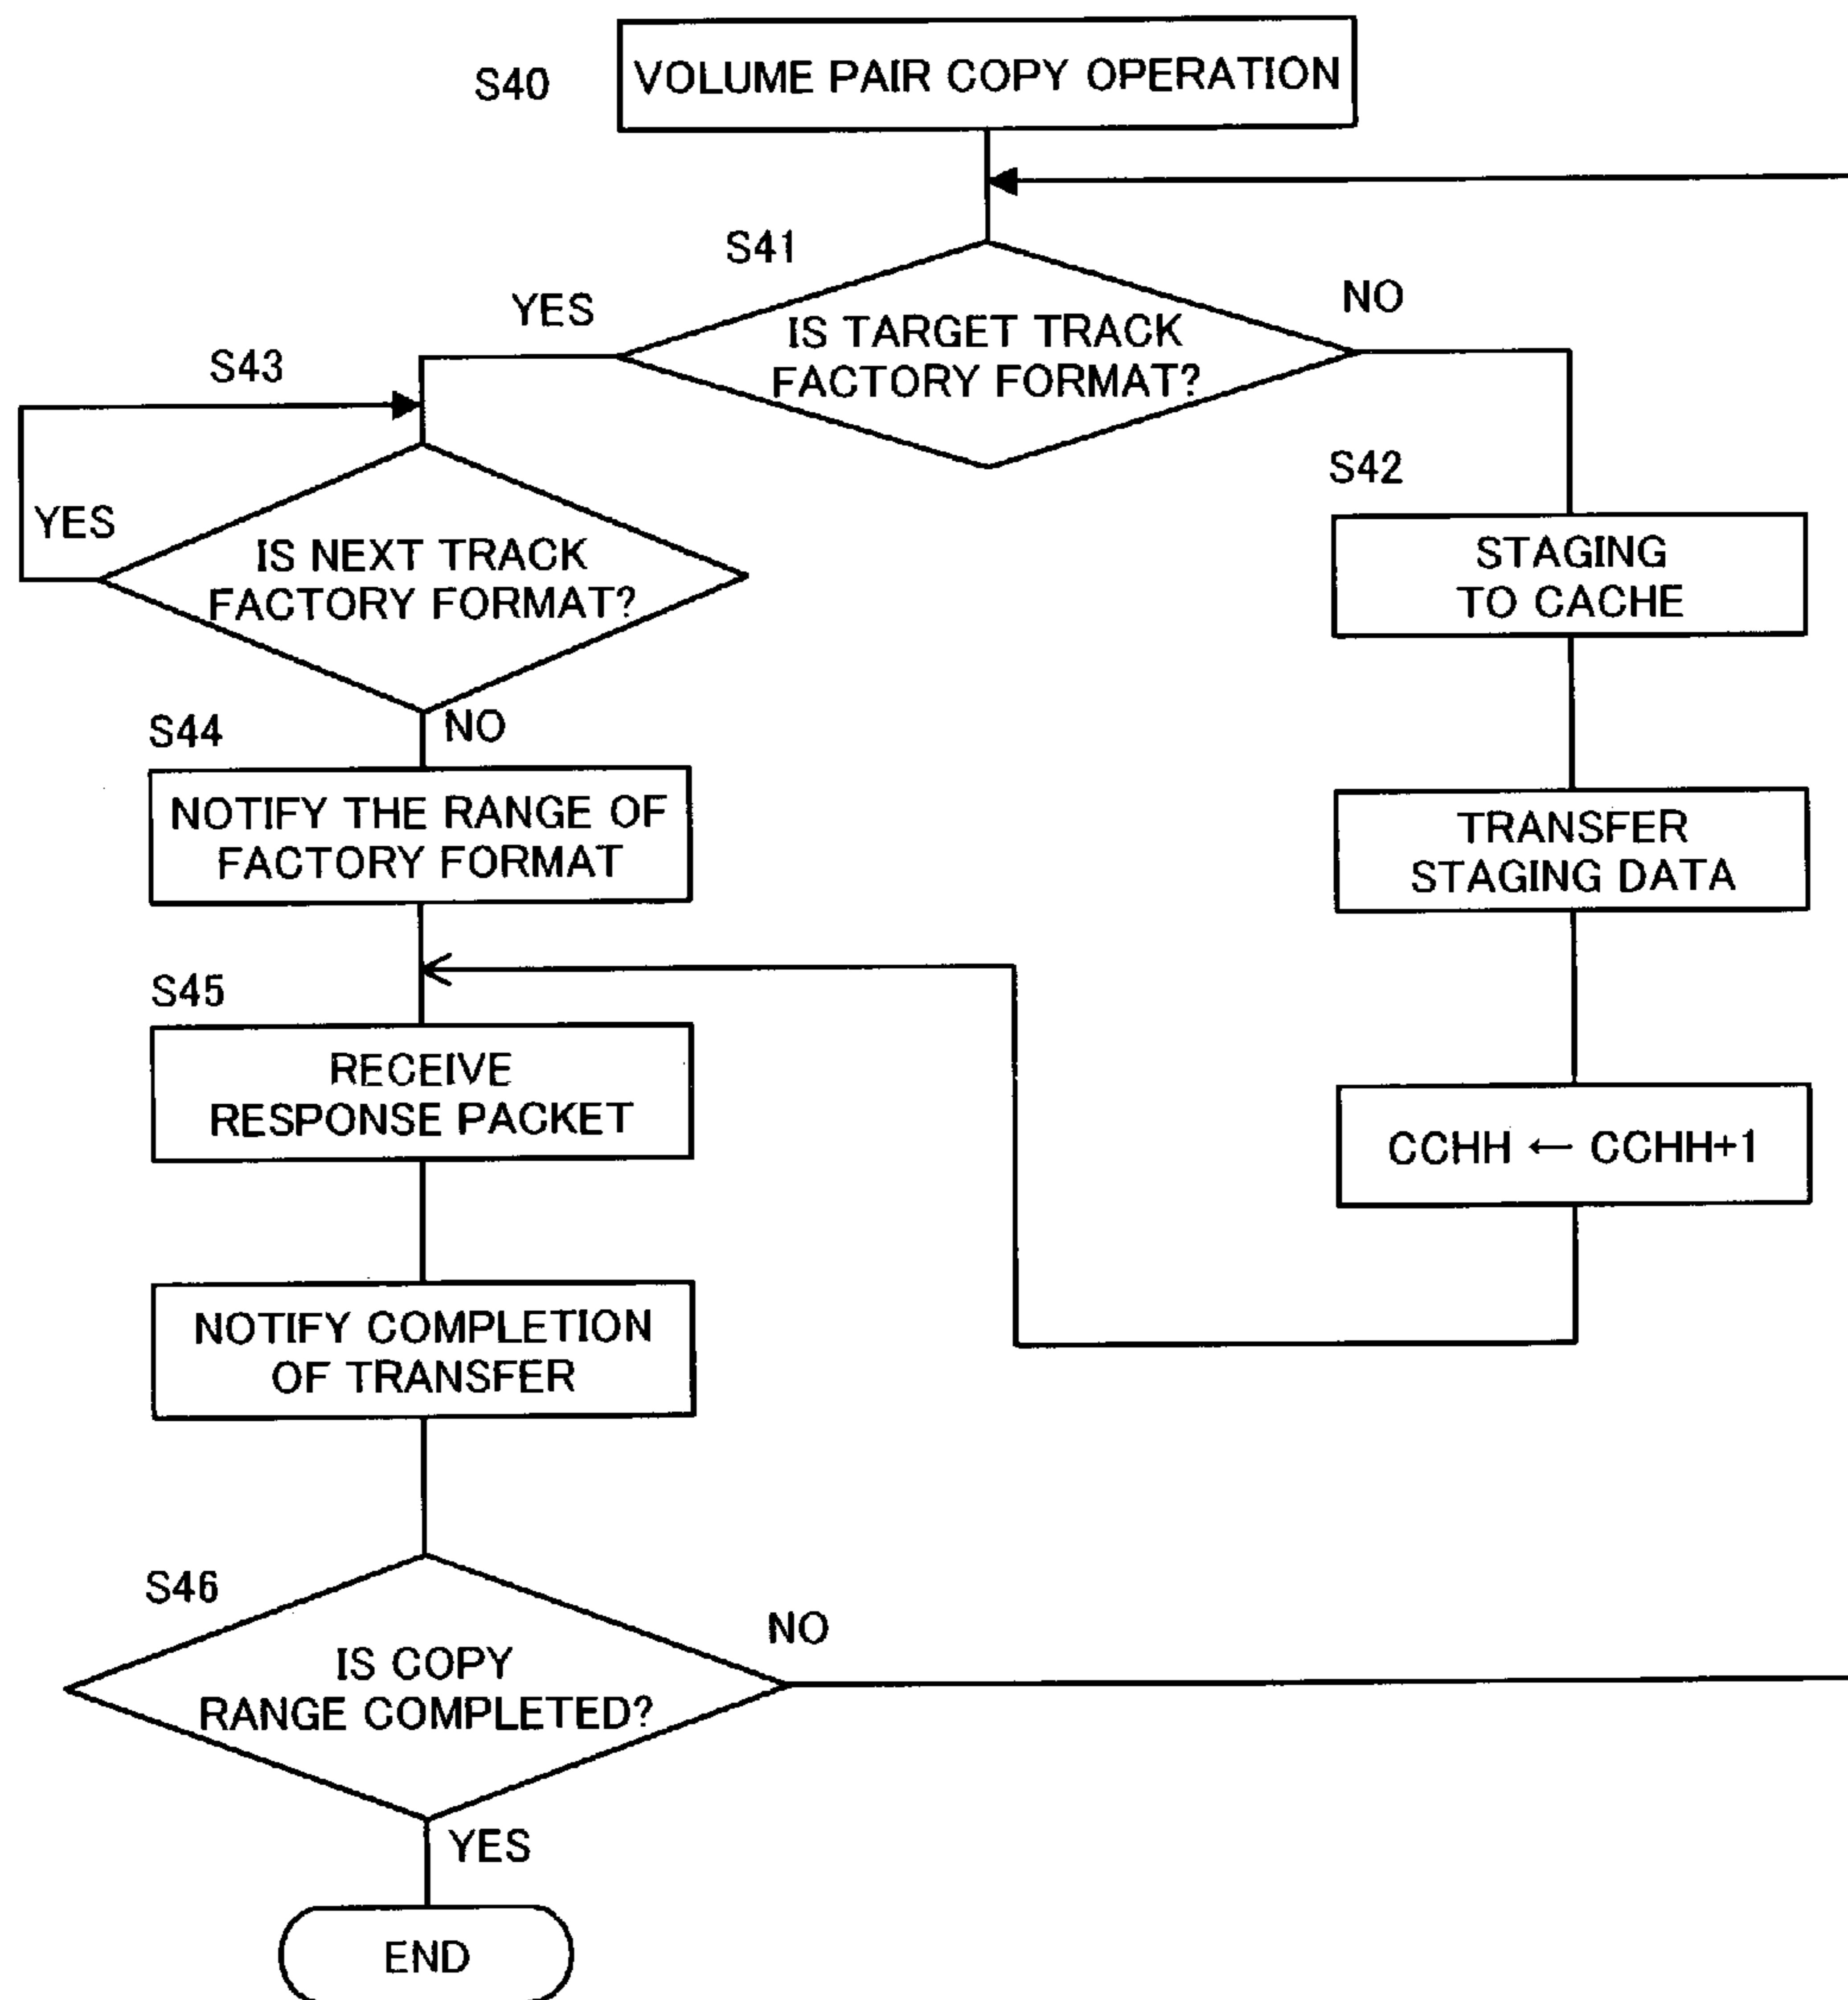 S40
VOLUME PAIR COPY OPERATION
S41
YES
NO
IS TARGET TRACK
FACTORY FORMAT?
S43
YES
IS NEXT TRACK
FACTORY FORMAT?
S42
STAGING
TO CACHE
NO
S44
NOTIFY THE RANGE OF
FACTORY FORMAT
TRANSFER
STAGING DATA
S45
RECEIVE
RESPONSE PACKET
CCHH ← CCHH+1
NOTIFY COMPLETION
OF TRANSFER
S46
NO
IS COPY
RANGE COMPLETED?
YES
END